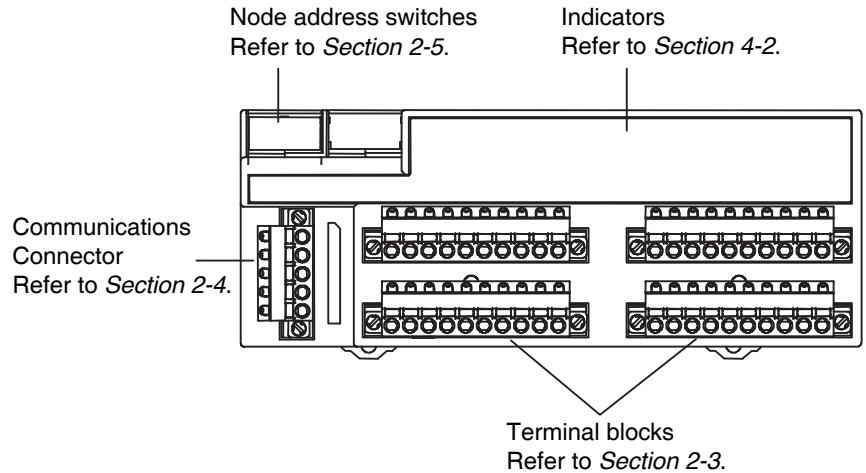 Node address switches
Refer to Section 2-5.
Indicators
Refer to Section 4-2.
Communications
Connector
Refer to Section 2-4.
Terminal blocks
Refer to Section 2-3.